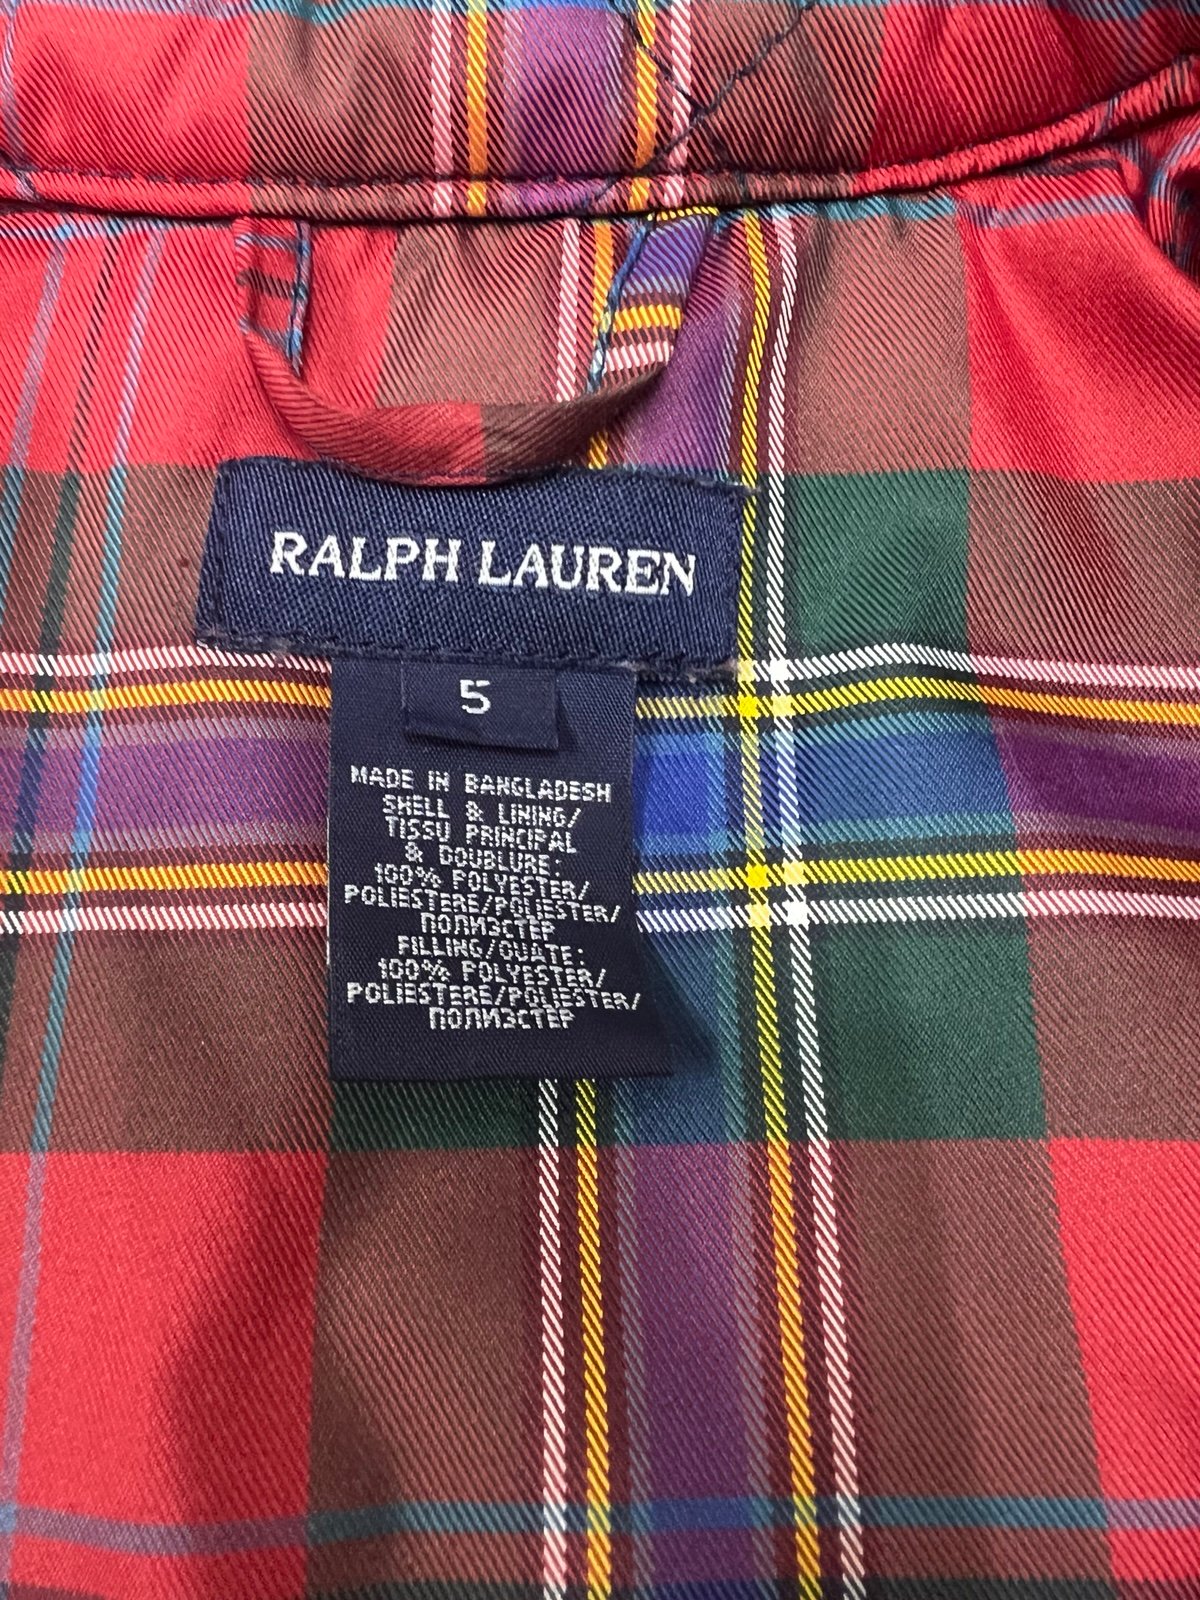 RALPH LAUREN
5
MADE IN BANGLADESH
SHELL & LINING/
TISSU PRINCIPAL
& DOUBLURE:
100% POLYESTER/
POLIESTERE/POLIESTER/
ПОЛИЭСТЕР
FILLING/OUATE:
100% POLYESTER/
POLIESTERE/POLIESTER/
ПОЛИЭСТЕР